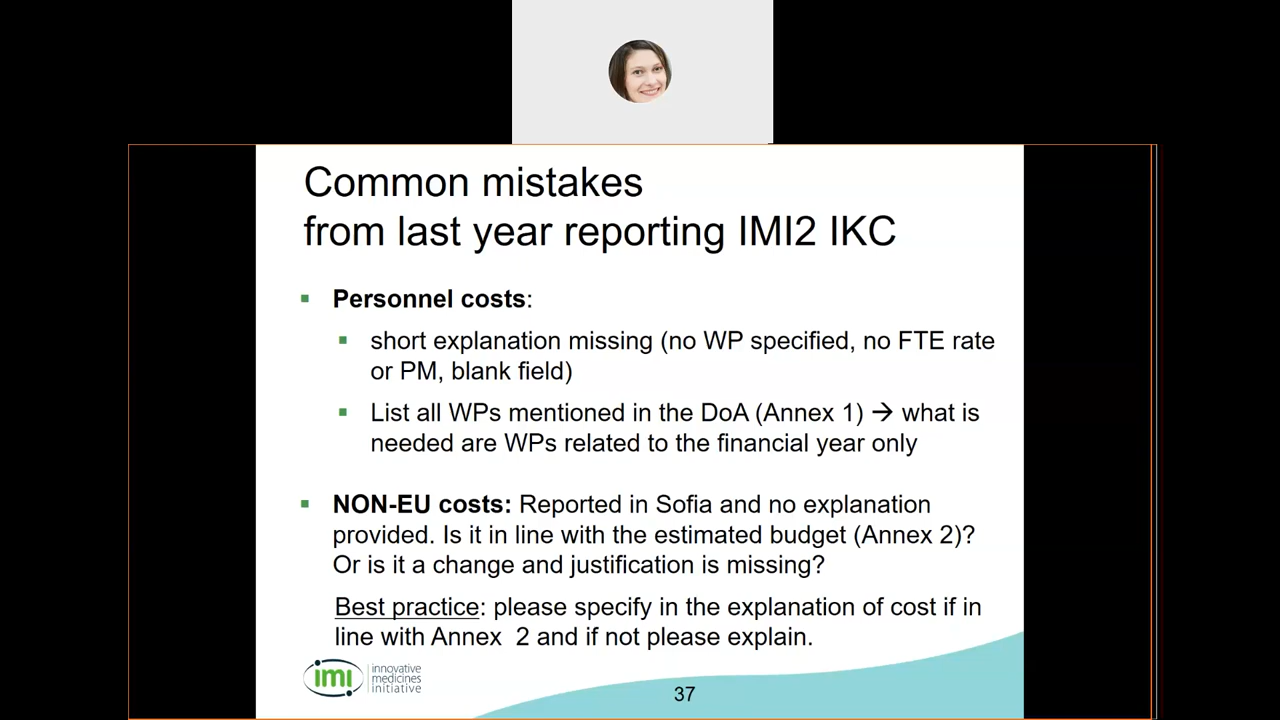 Common mistakes
from last year reporting IMI2 IKC
Personnel costs:
short explanation missing (no WP specified, no FTE rate
or PM, blank field)
List all WPs mentioned in the DoA (Annex 1) → what is
needed are WPs related to the financial year only
NON-EU costs: Reported in Sofia and no explanation
provided. Is it in line with the estimated budget (Annex 2)?
Or is it a change and justification is missing?
Best practice: please specify in the explanation of cost if in
line with Annex 2 and if not please explain.
imi
innovative
medicines
initiative
37